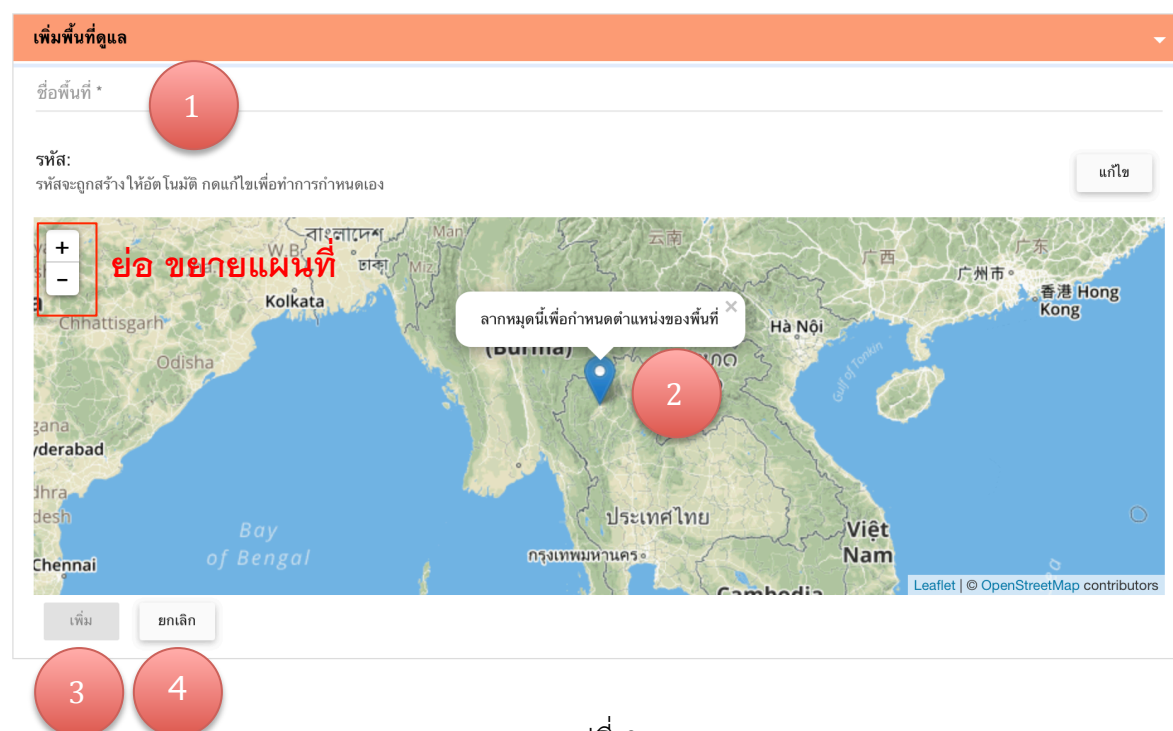 เพิ่มพื้นที่ดูแล
ชื่อพื้นที่ *
1
รหัส:
รหัสจะถูกสร้างให้อัตโนมัติ กดแก้ไขเพื่อทำการกำหนดเอง
แก้ไข
+
−
ย่อ ขยายแผนที่
বাংলাদেশ
W.B.
ঢাকা
Man
Miz
云南
广西
广东
广州市
香港 Hong
Kong
Kolkata
Chhattisgarh
Odisha
ลากหมุดนี้เพื่อกำหนดตำแหน่งของพื้นที่ ×
Hà Nội
(Burma)
2
Gulf of Tonkin
gana
yderabad
dhra
desh
Bay
of Bengal
Chennai
ประเทศไทย
กรุงเทพมหานคร
Việt
Nam
Cambodia
Leaflet | © OpenStreetMap contributors
เพิ่ม
ยกเลิก
3
4